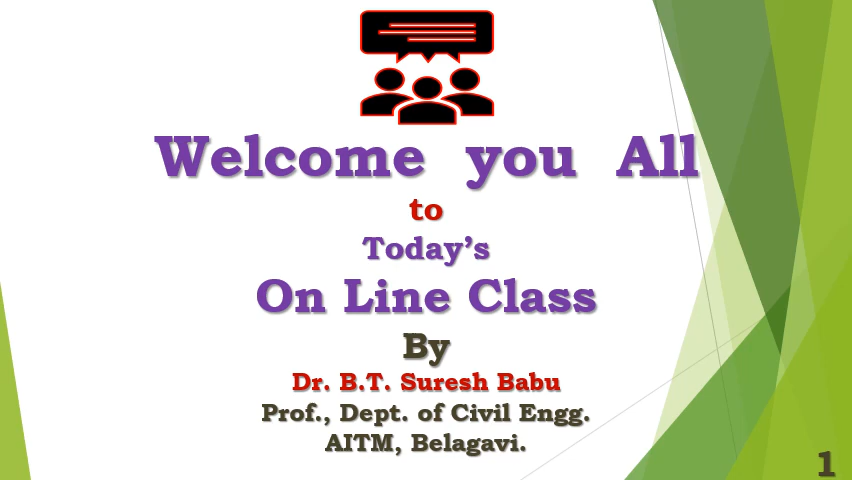 Welcome you All
to
Today’s
On Line Class
By
Dr. B.T. Suresh Babu
Prof., Dept. of Civil Engg.
AITM, Belagavi.
1